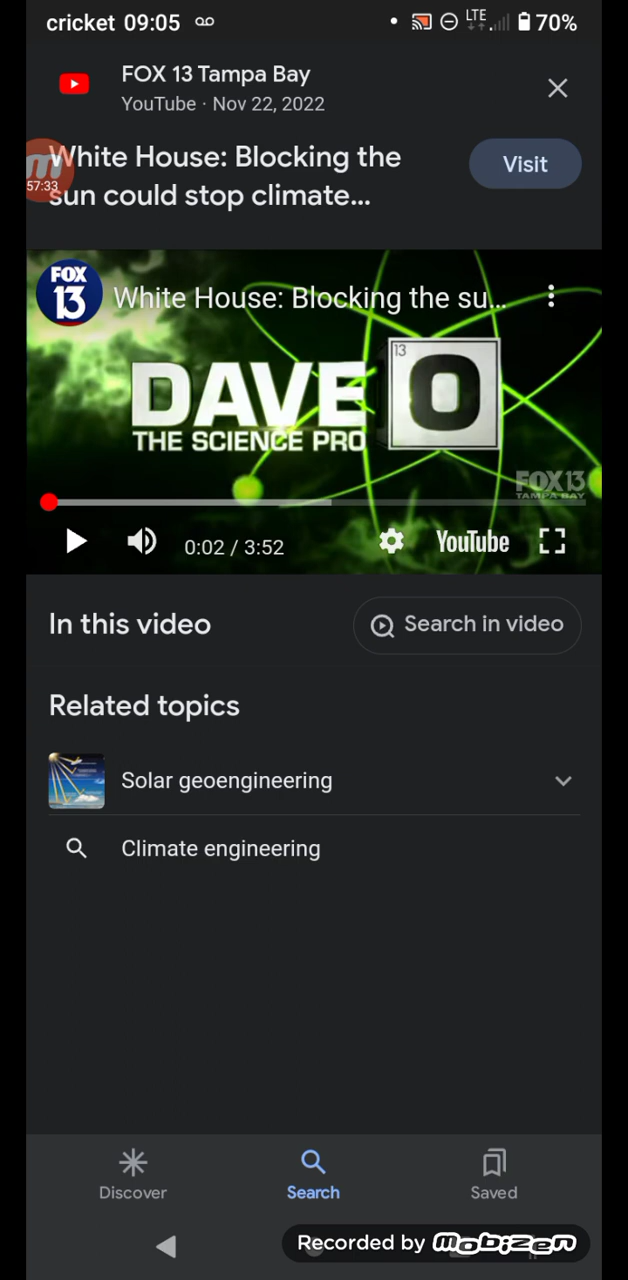 cricket 09:05
LTE
70%
FOX 13 Tampa Bay
YouTube · Nov 22, 2022
White House: Blocking the
sun could stop climate...
Visit
57:33
FOX
13
White House: Blocking the su...
DAVE
13
O
THE SCIENCE PRO
FOX 13
TAMPA BAY
0:02 / 3:52
YouTube
In this video
Search in video
Related topics
Solar geoengineering
Climate engineering
Discover
Search
Saved
Recorded by mobizen